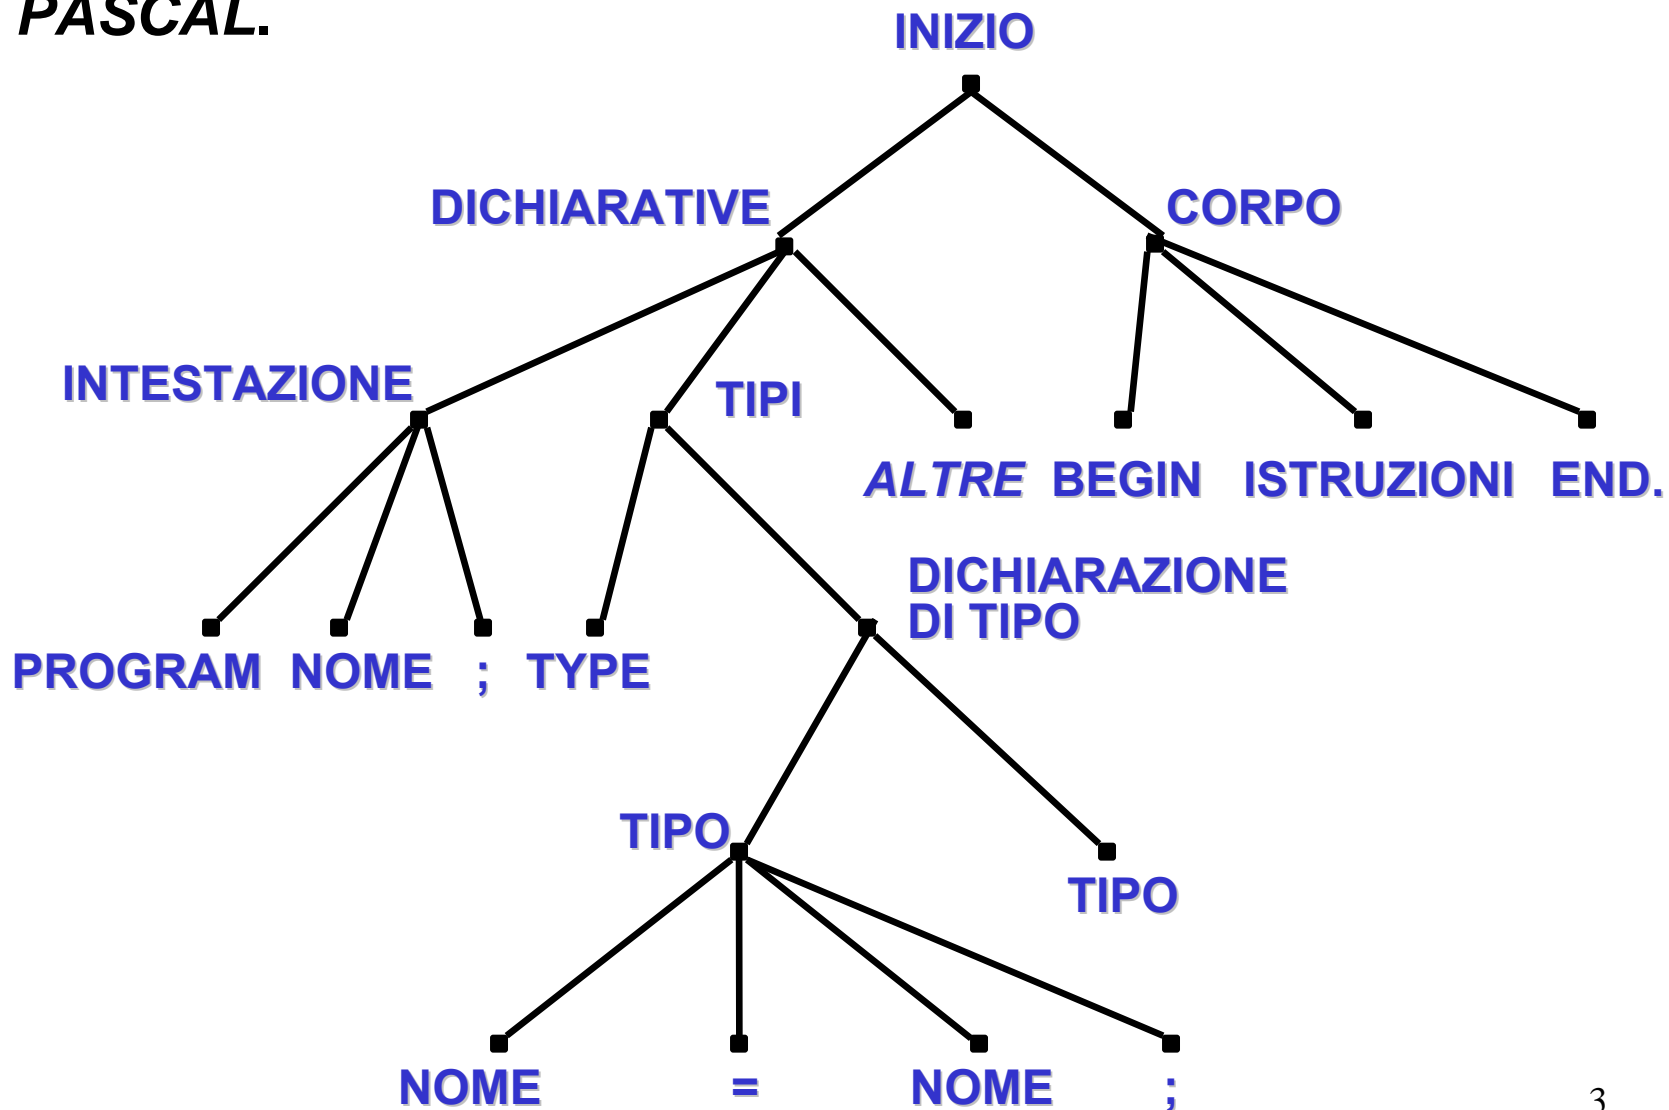 PASCAL.
INIZIO
DICHIARATIVE CORPO
INTESTAZIONE TIPI
ALTRE BEGIN ISTRUZIONI END.
DICHIARAZIONE
DI TIPO
PROGRAM NOME ; TYPE
TIPO
TIPO
NOME = NOME ;
3